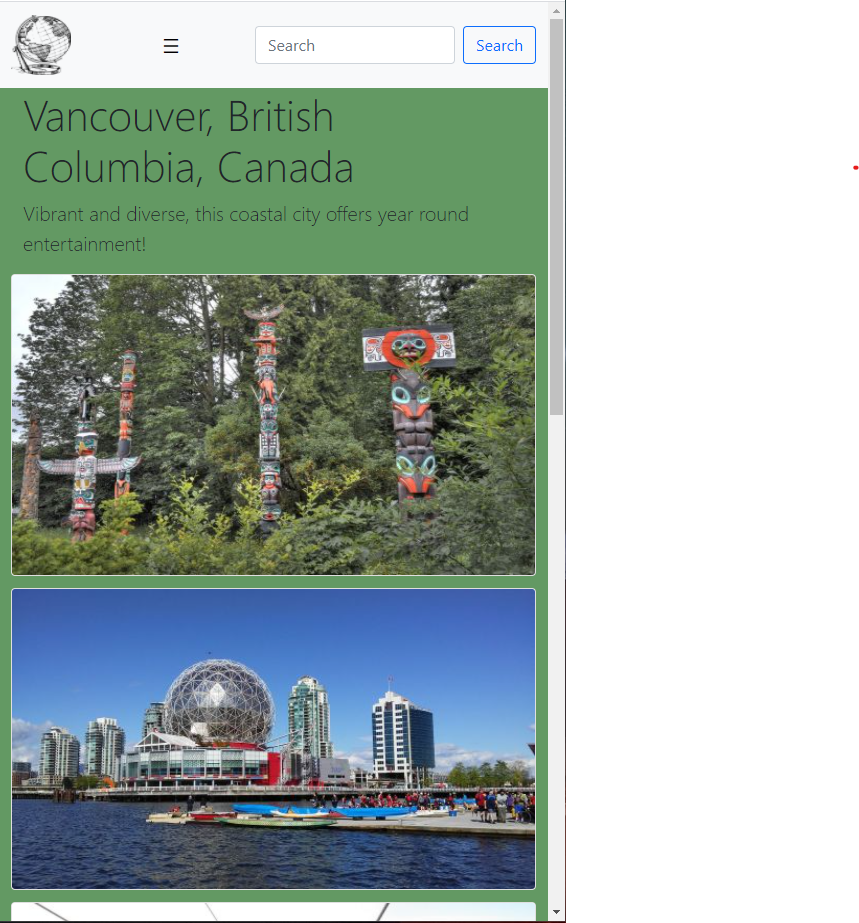 Search
Search
Vancouver, British
Columbia, Canada
Vibrant and diverse, this coastal city offers year round
entertainment!